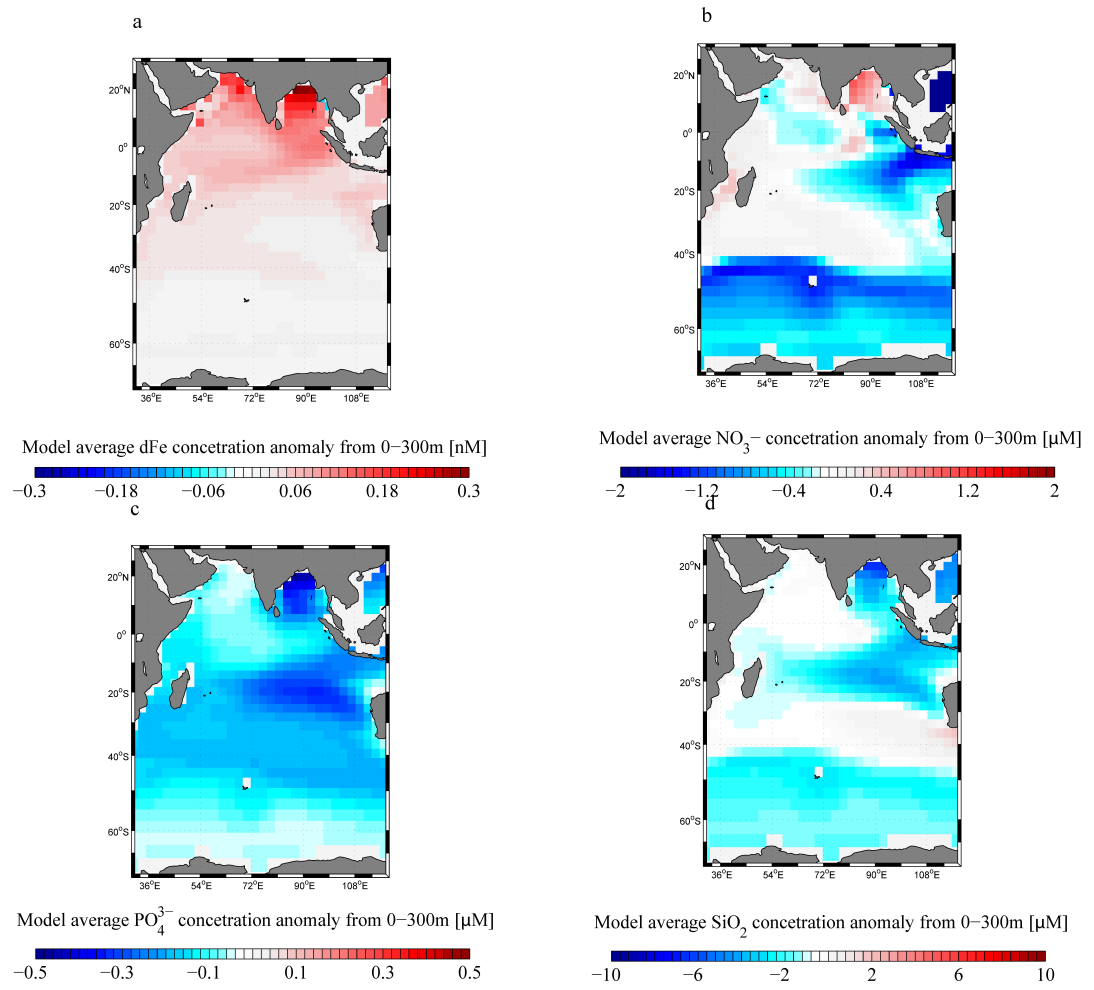 a
20°N
0°
20°S
40°S
60°S
36°E 54°E 72°E 90°E 108°E
Model average dFe concetration anomaly from 0−300m [nM]
−0.3 −0.18 −0.06 0.06 0.18 0.3
b
20°N
0°
20°S
40°S
60°S
36°E 54°E 72°E 90°E 108°E
Model average NO3− concetration anomaly from 0−300m [μM]
−2 −1.2 −0.4 0.4 1.2 2
c
20°N
0°
20°S
40°S
60°S
36°E 54°E 72°E 90°E 108°E
Model average PO4 3− concetration anomaly from 0−300m [μM]
−0.5 −0.3 −0.1 0.1 0.3 0.5
d
20°N
0°
20°S
40°S
60°S
36°E 54°E 72°E 90°E 108°E
Model average SiO2 concetration anomaly from 0−300m [μM]
−10 −6 −2 2 6 10